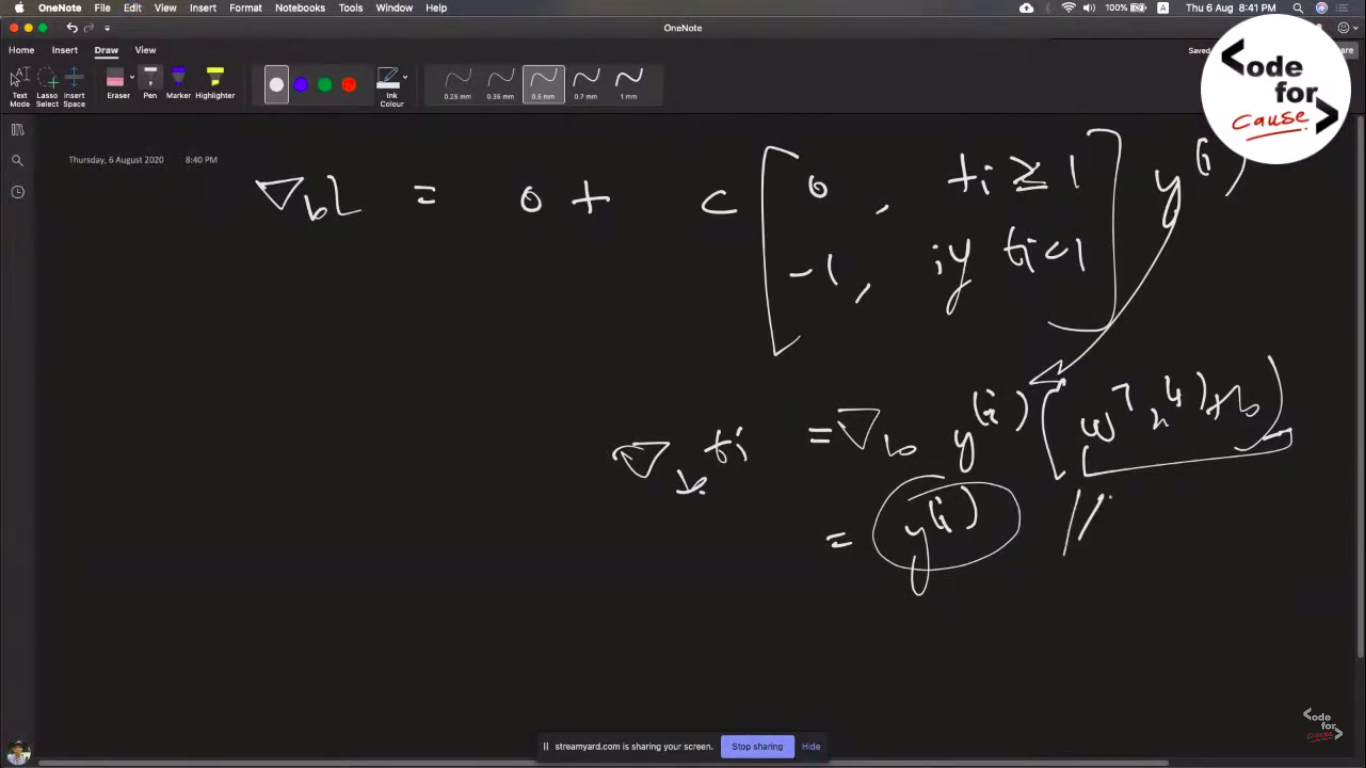 OneNote File Edit View Insert Format Notebooks Tools Window Help 100% A Thu 6 Aug 8:41 PM
OneNote
Home Insert Draw View Saved
Text Mode Lasso Select Insert Space Eraser Pen Marker Highlighter Ink Colour 0.25 mm 0.35 mm 0.5 mm 0.7 mm 1 mm
<ode for cause>
Thursday, 6 August 2020 8:40 PM
∇bL = 0 + c [ 0 , ti ≥ 1
-1 , if ti < 1 ] y(i)
∇b ti = ∇b y(i) (wT x(i) + b)
= y(i) //
<ode for cause>
streamyard.com is sharing your screen. Stop sharing Hide